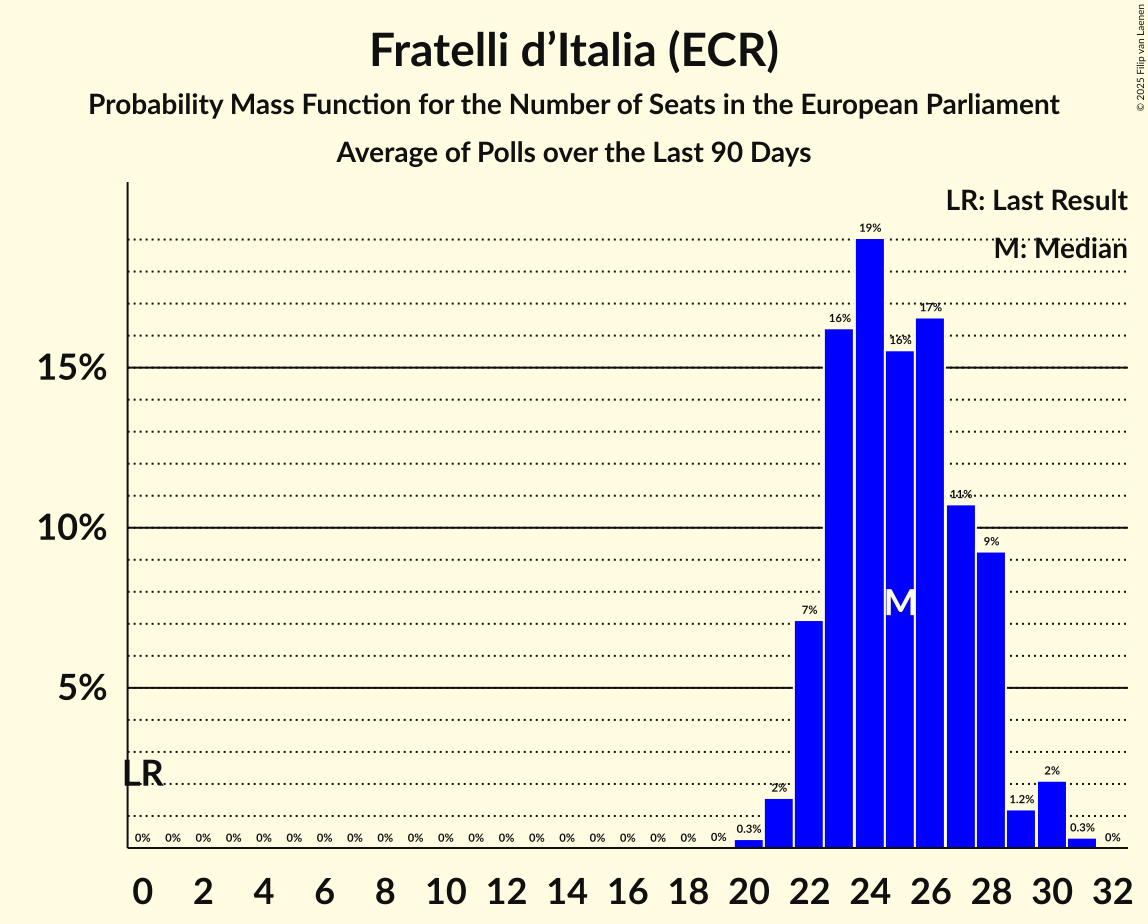 Fratelli d’Italia (ECR)
Probability Mass Function for the Number of Seats in the European Parliament
Average of Polls over the Last 90 Days
© 2025 Filip van Laenen
LR: Last Result
M: Median
15%
10%
5%
LR
M
0% 0% 0% 0% 0% 0% 0% 0% 0% 0% 0% 0% 0% 0% 0% 0% 0% 0% 0% 0% 0.3% 2% 7% 16% 19% 16% 17% 11% 9% 1.2% 2% 0.3% 0%
0 2 4 6 8 10 12 14 16 18 20 22 24 26 28 30 32